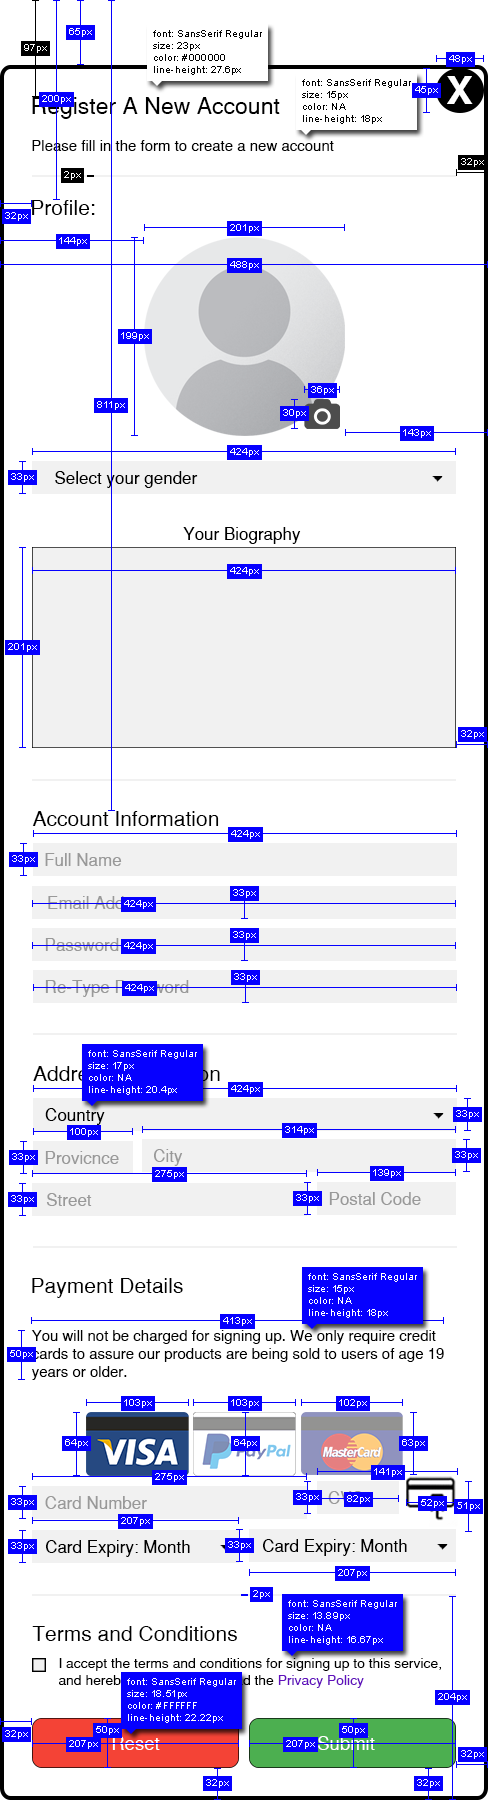 65px
font: SansSerif Regular
size: 23px
color: #000000
line-height: 27.6px
97px
48px
font: SansSerif Regular
size: 15px
color: NA
line-height: 18px
45px
X
200px
Register A New Account
Please fill in the form to create a new account
32px
2px
32px
Profile:
201px
144px
488px
199px
36px
811px
30px
143px
424px
33px
Select your gender
Your Biography
424px
201px
32px
Account Information
424px
33px
Full Name
33px
Email
424px
33px
Password
424px
33px
Re-Type
424px
font: SansSerif Regular
size: 17px
color: NA
line-height: 20.4px
424px
Country
33px
100px
314px
33px
Provicnce
City
33px
275px
139px
33px
Street
33px
Postal Code
Payment Details
font: SansSerif Regular
size: 15px
color: NA
line-height: 18px
413px
You will not be charged for signing up. We only require credit
50px
cards to assure our products are being sold to users of age 19
years or older.
103px
103px
102px
64px
VISA
64px
PayPal
MasterCard
63px
275px
141px
33px
Card Number
33px
82px
52px
51px
207px
33px
Card Expiry: Month
33px
Card Expiry: Month
207px
2px
font: SansSerif Regular
size: 13.89px
color: NA
line-height: 16.67px
Terms and Conditions
I accept the terms and conditions for signing up to this service,
and the Privacy Policy
font: SansSerif Regular
size: 18.51px
color: #FFFFFF
line-height: 22.22px
204px
32px
50px
207px
Reset
50px
207px
Submit
32px
32px
32px